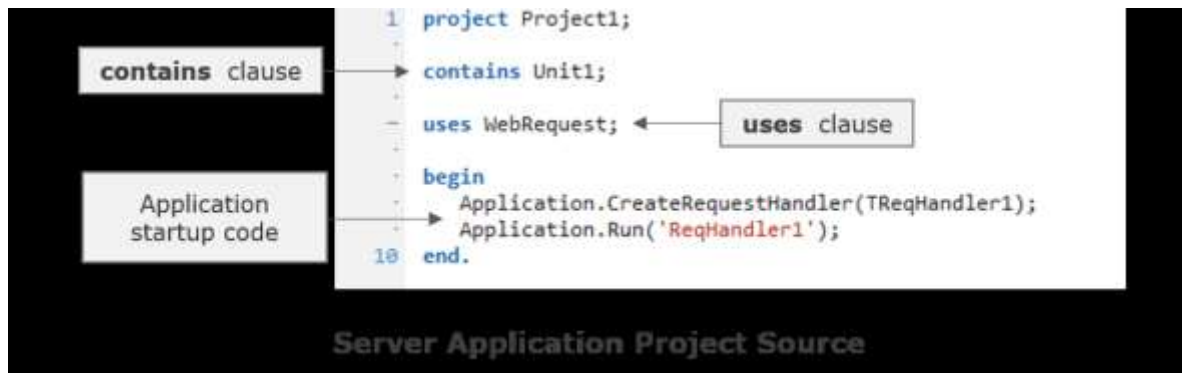 1 project Project1;
contains clause
contains Unit1;
uses WebRequest;
uses clause
begin
Application
startup code
Application.CreateRequestHandler(TReqHandler1);
Application.Run('ReqHandler1');
10 end.
Server Application Project Source